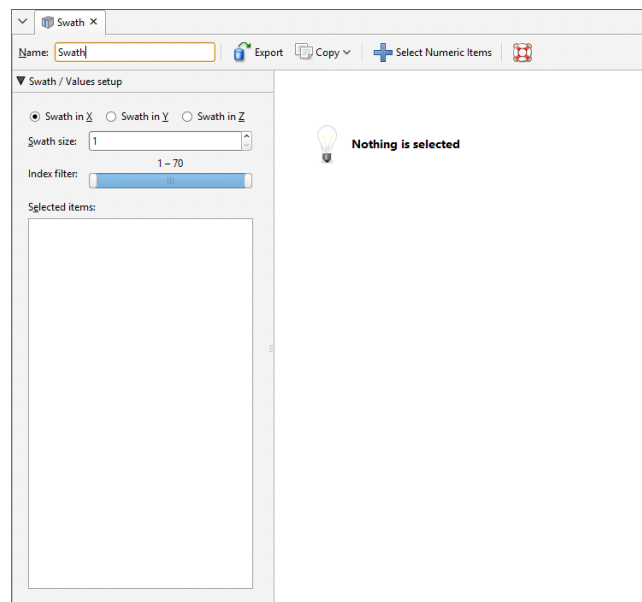 Swath
Name: Swath Export Copy Select Numeric Items
Swath / Values setup
Swath in X Swath in Y Swath in Z
Swath size: 1
1 – 70
Index filter:
Selected items:
Nothing is selected